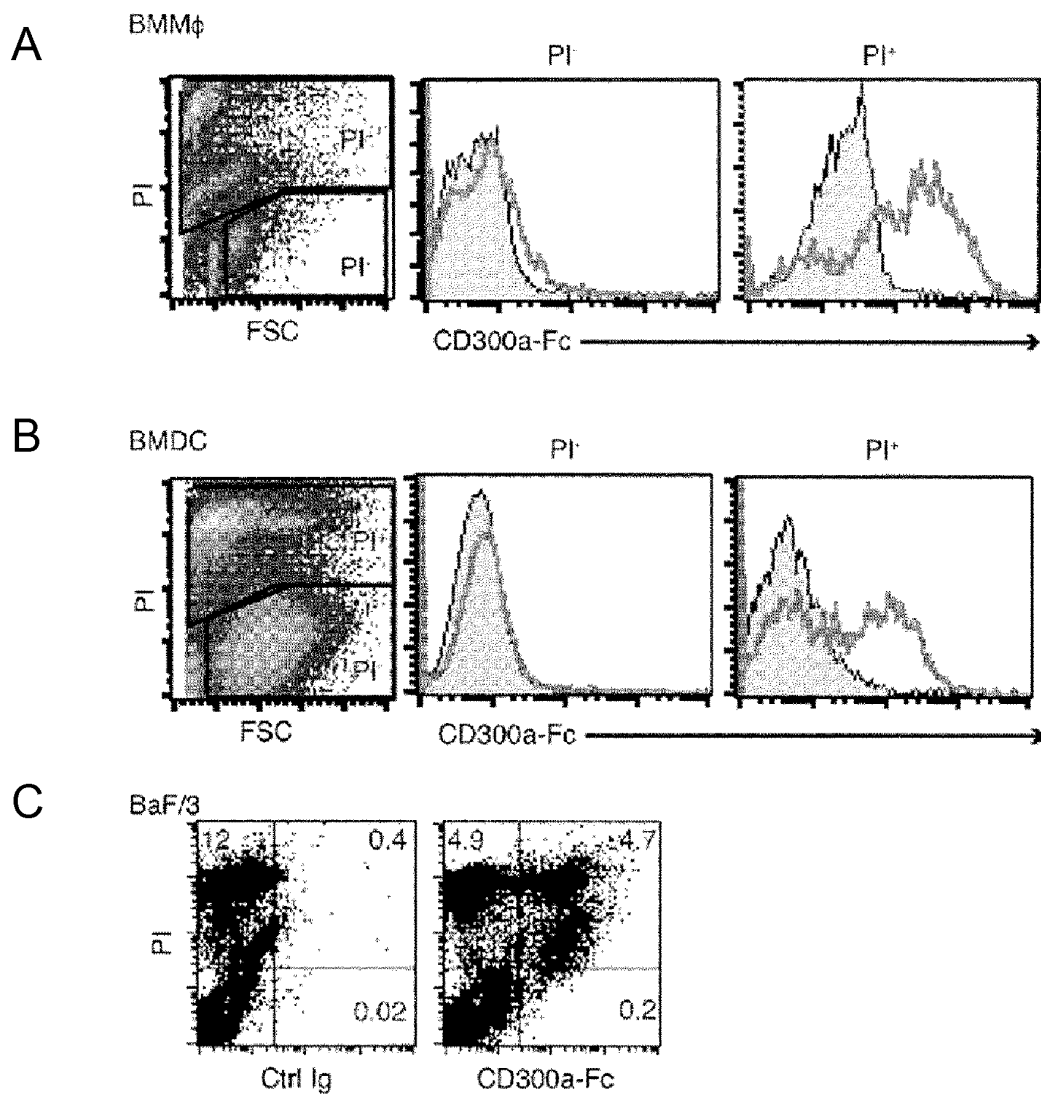 A
BMMϕ
PI⁻
PI⁺
PI
PI⁻
PI
FSC
CD300a-Fc
B
BMDC
PI⁻
PI⁺
PI⁺
PI
PI
FSC
CD300a-Fc
C
BaF/3
12
0.4
4.9
4.7
PI
0.02
0.2
Ctrl Ig
CD300a-Fc